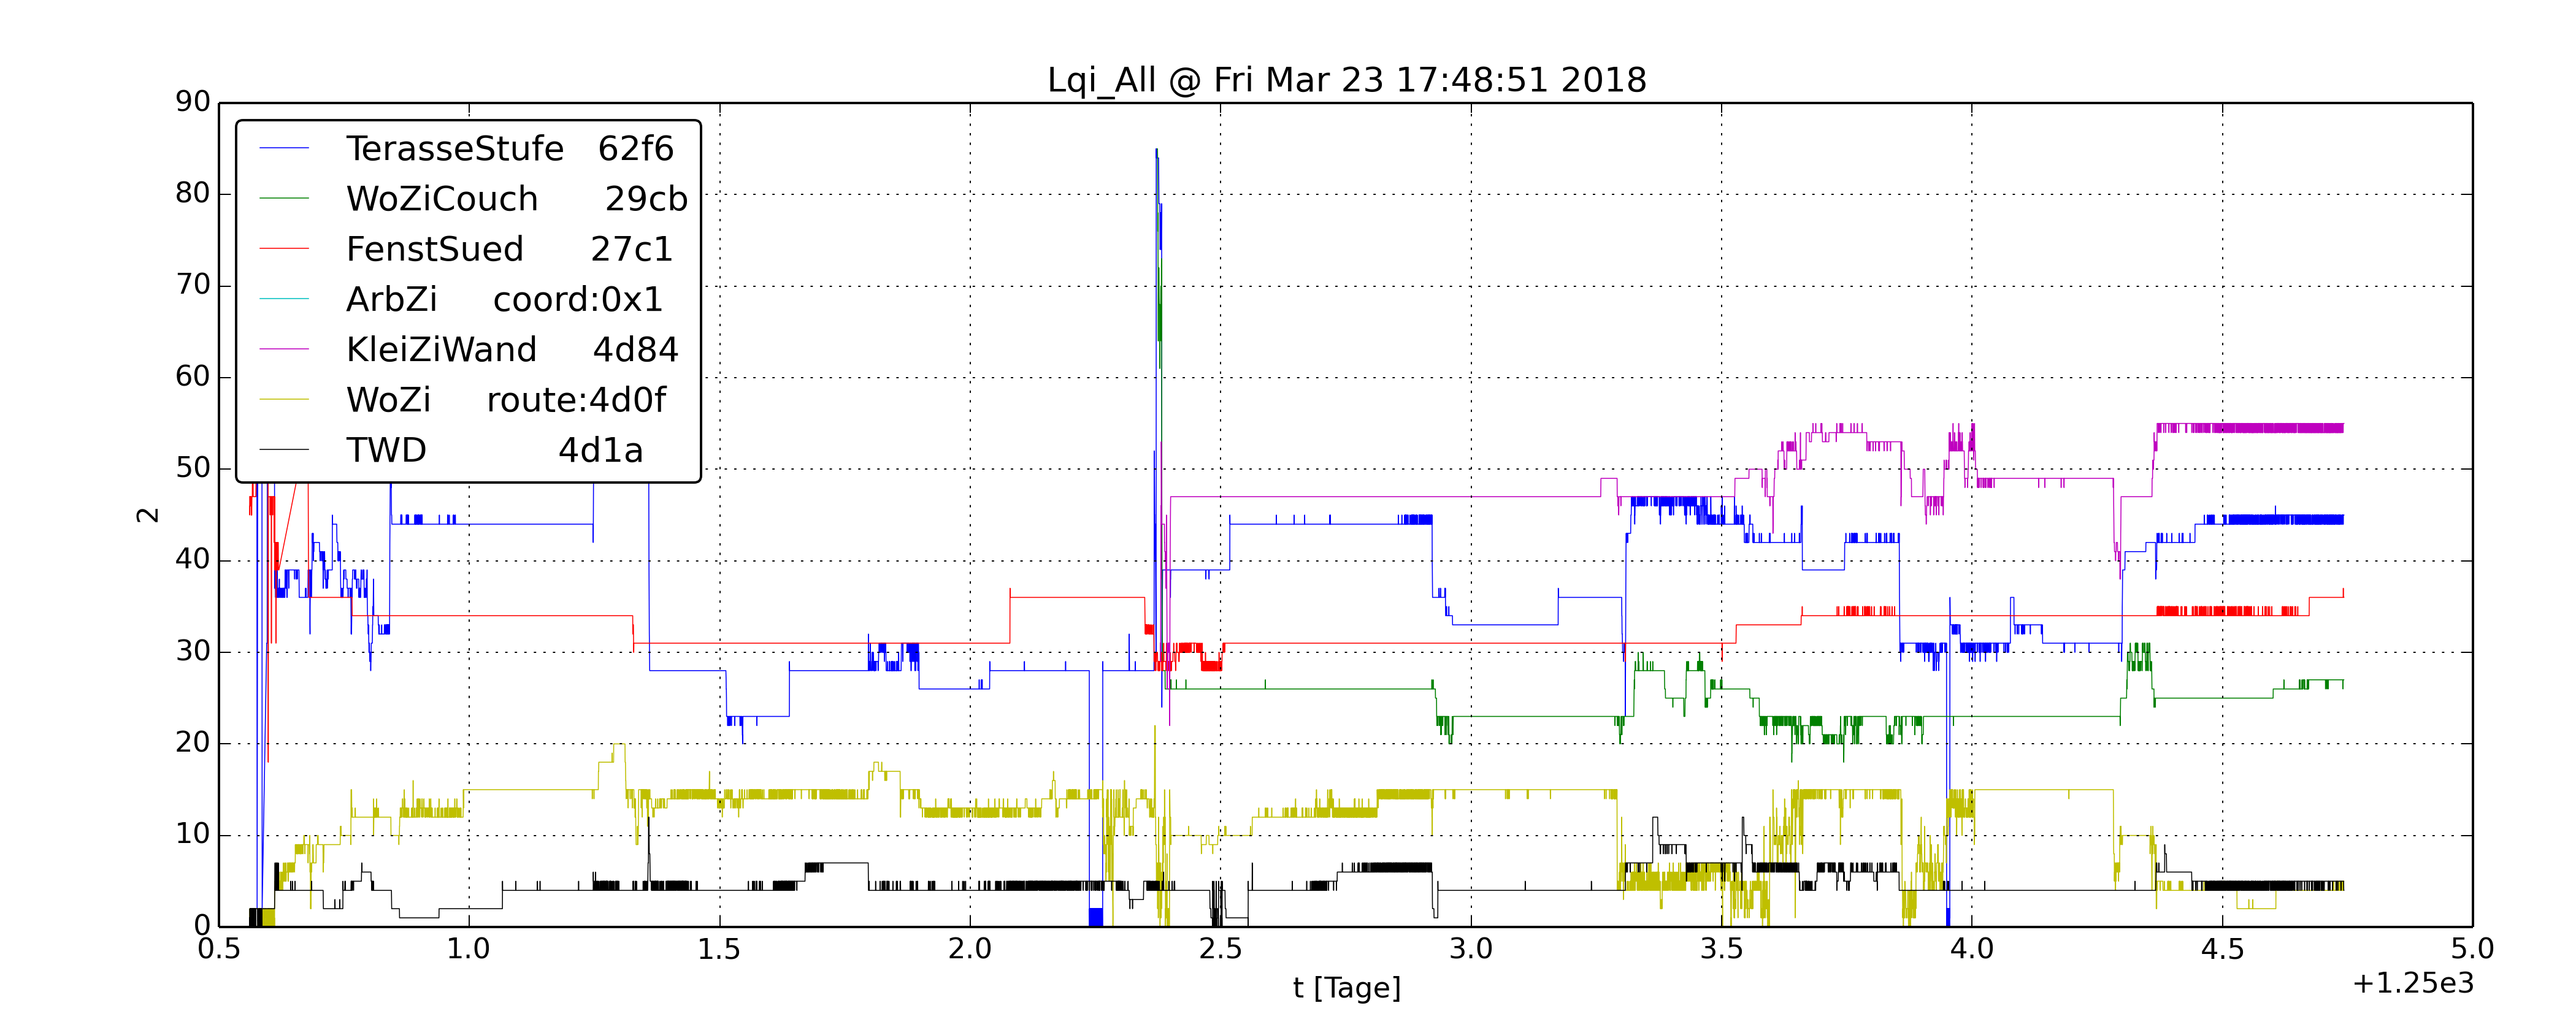 Lqi_All @ Fri Mar 23 17:48:51 2018
90
80
70
60
50
40
30
20
10
0
2
TerasseStufe 62f6
WoZiCouch 29cb
FenstSued 27c1
ArbZi coord:0x1
KleiZiWand 4d84
WoZi route:4d0f
TWD 4d1a
0.5 1.0 1.5 2.0 2.5 3.0 3.5 4.0 4.5 5.0
t [Tage]
+1.25e3